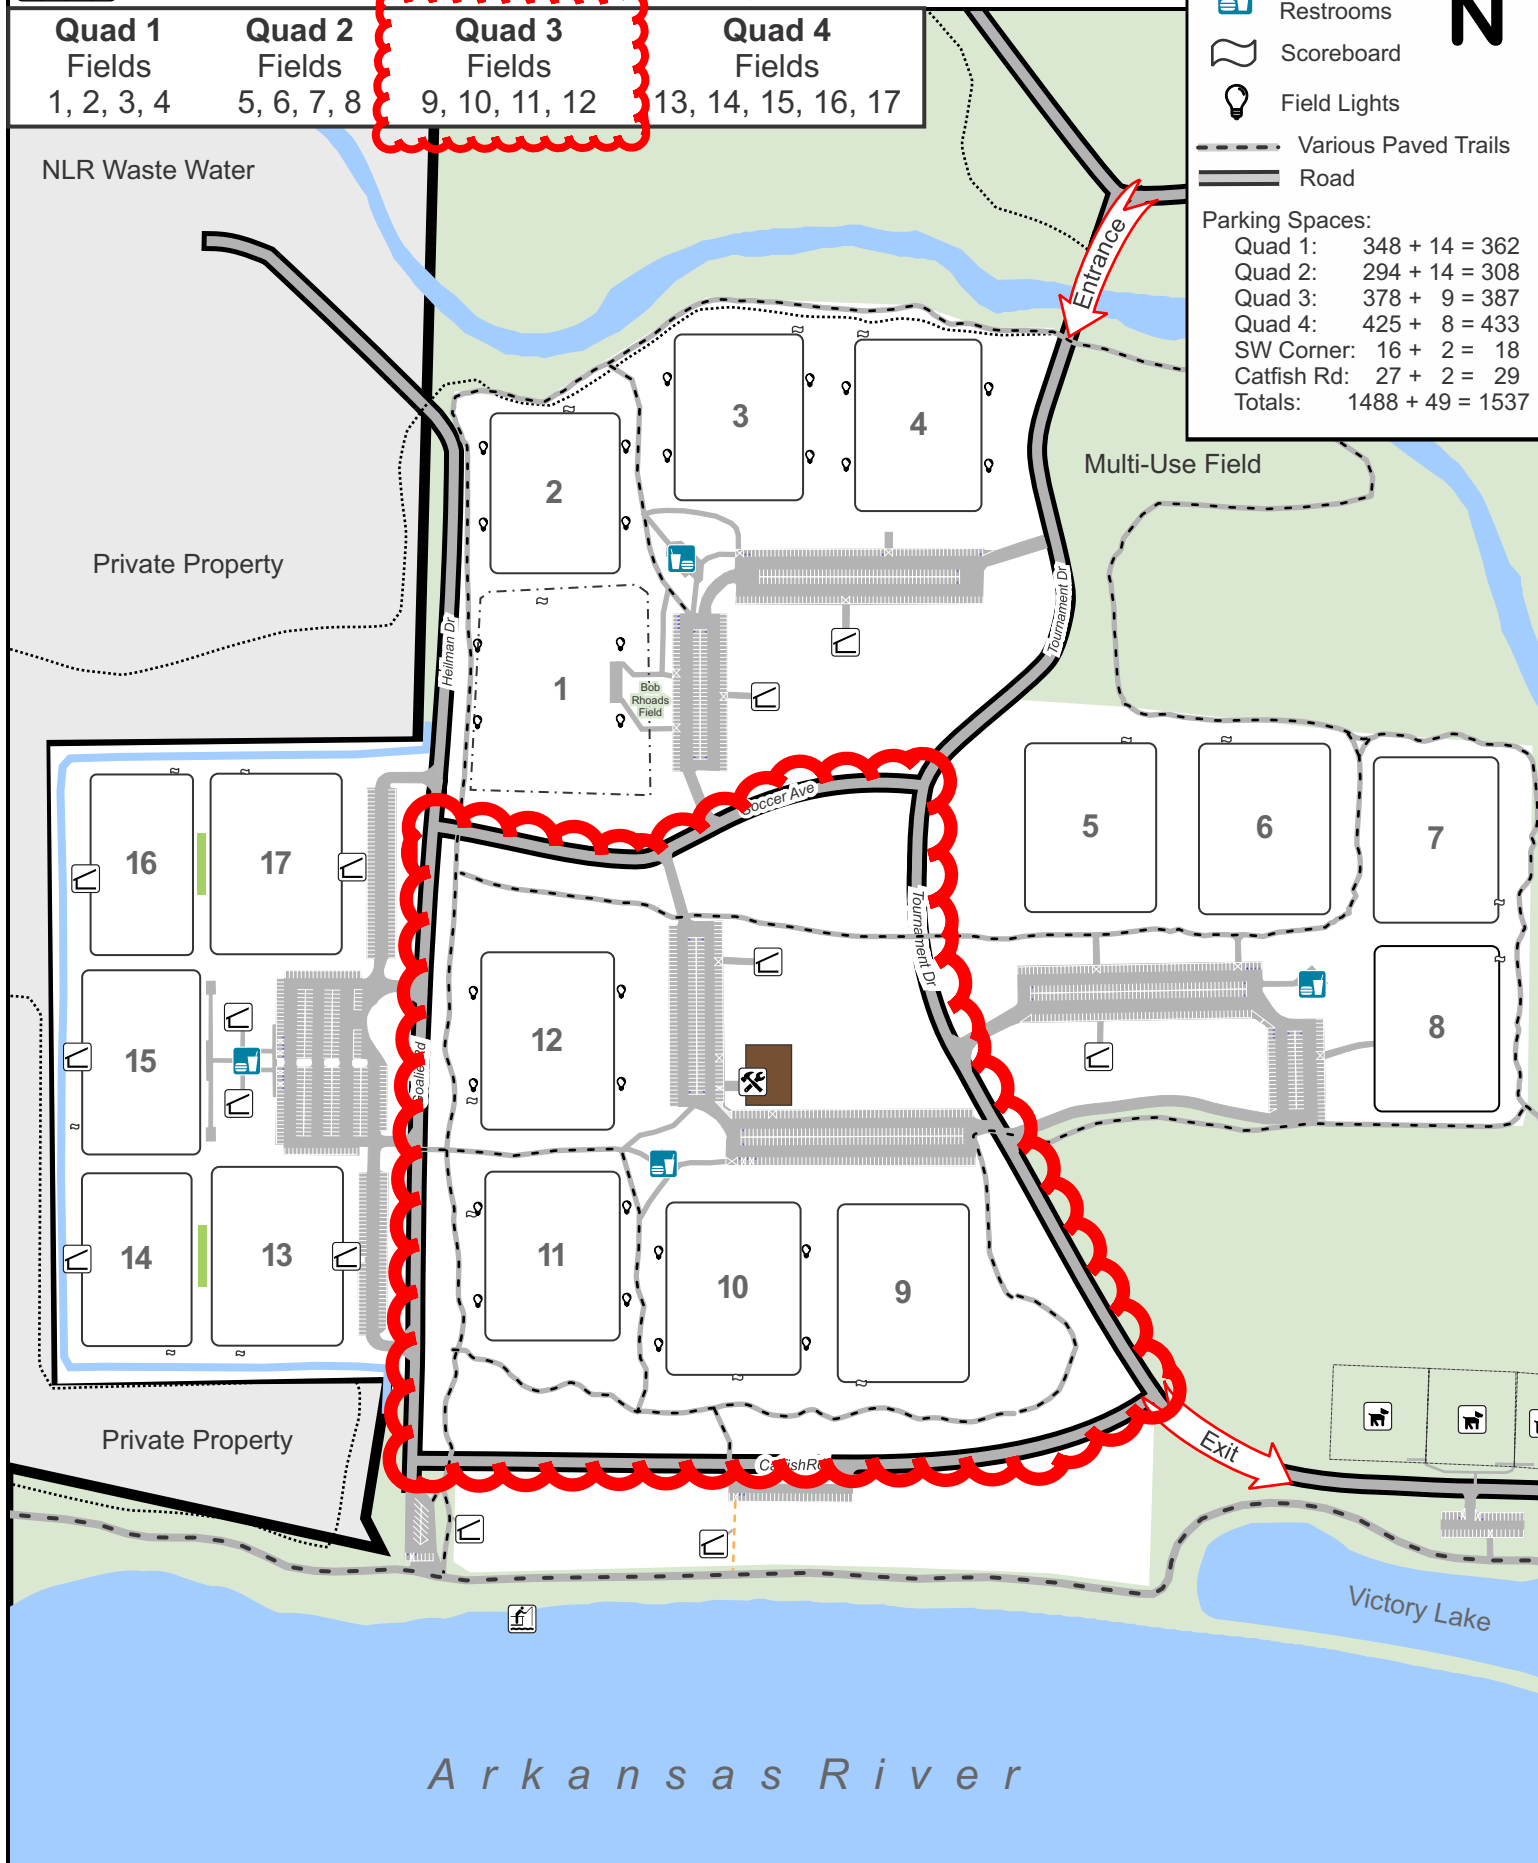 Quad 1
Fields
1, 2, 3, 4
Quad 2
Fields
5, 6, 7, 8
Quad 3
Fields
9, 10, 11, 12
Quad 4
Fields
13, 14, 15, 16, 17
Restrooms
N
Scoreboard
Field Lights
Various Paved Trails
Road
Parking Spaces:
Quad 1: 348 + 14 = 362
Quad 2: 294 + 14 = 308
Quad 3: 378 + 9 = 387
Quad 4: 425 + 8 = 433
SW Corner: 16 + 2 = 18
Catfish Rd: 27 + 2 = 29
Totals: 1488 + 49 = 1537
NLR Waste Water
Entrance
3
4
Multi-Use Field
2
Private Property
Tournament Dr
Heilman Dr
1
Bob
Rhoads
Field
Soccer Ave
5
6
7
16
17
Tournament Dr
12
8
15
14
13
11
10
9
Private Property
Exit
Victory Lake
Arkansas River